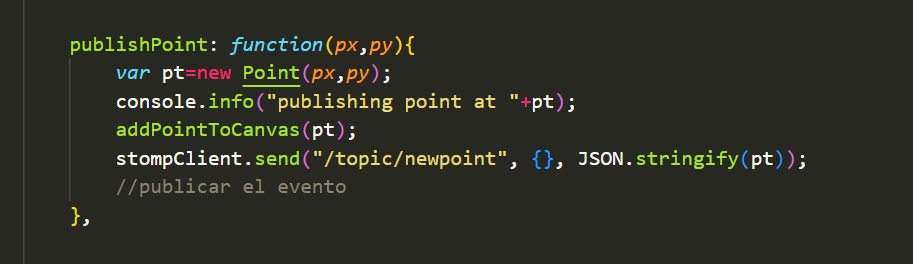 publishPoint: function(px,py){
var pt=new Point(px,py);
console.info("publishing point at "+pt);
addPointToCanvas(pt);
stompClient.send("/topic/newpoint", {}, JSON.stringify(pt));
//publicar el evento
},